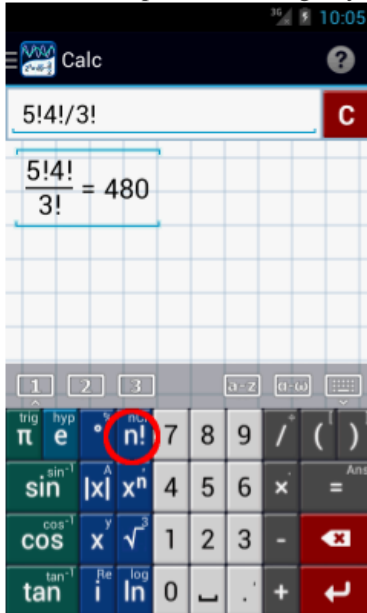 3G 10:05
Calc ?
5!4!/3! C
5!4!
3!
= 480
1 2 3 a-z α-ω
trig hyp nCr
π e ° n! 7 8 9 / ( )
sin⁻¹ A Ans
sin |x| xⁿ 4 5 6 × =
cos⁻¹ y 3
cos x √ 1 2 3 -
tan⁻¹ Re log
tan i ln 0 . +